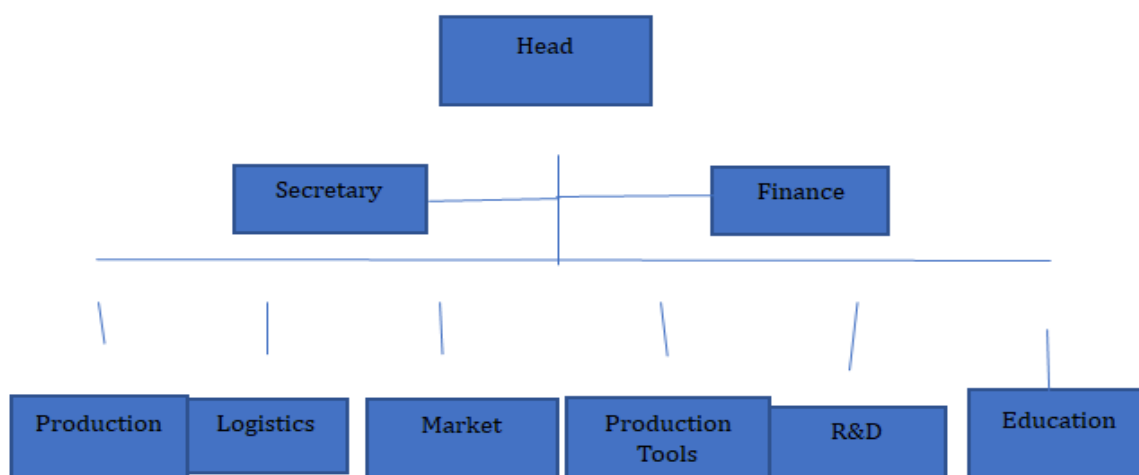 Head
Secretary
Finance
Production
Logistics
Market
Production
Tools
R&D
Education